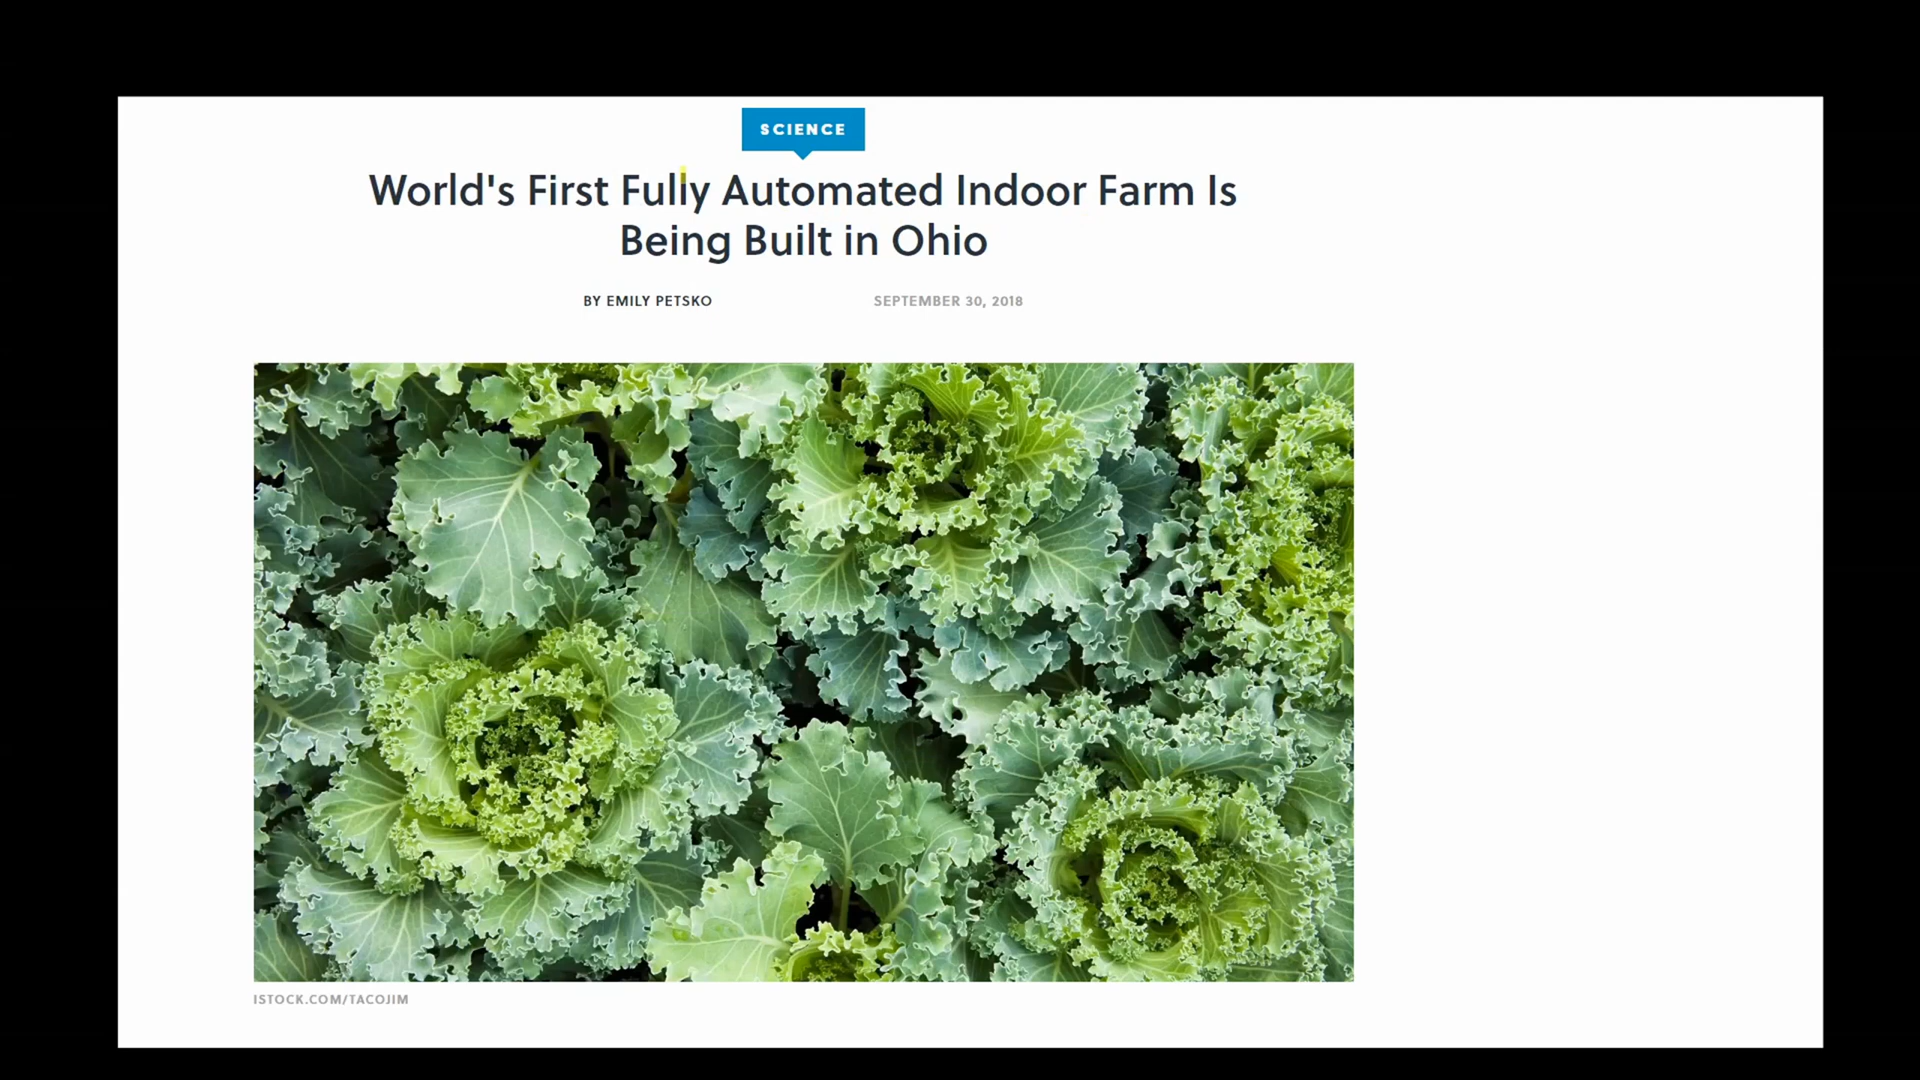 SCIENCE
World's First Fully Automated Indoor Farm Is
Being Built in Ohio
BY EMILY PETSKO
SEPTEMBER 30, 2018
ISTOCK.COM/TACOJIM